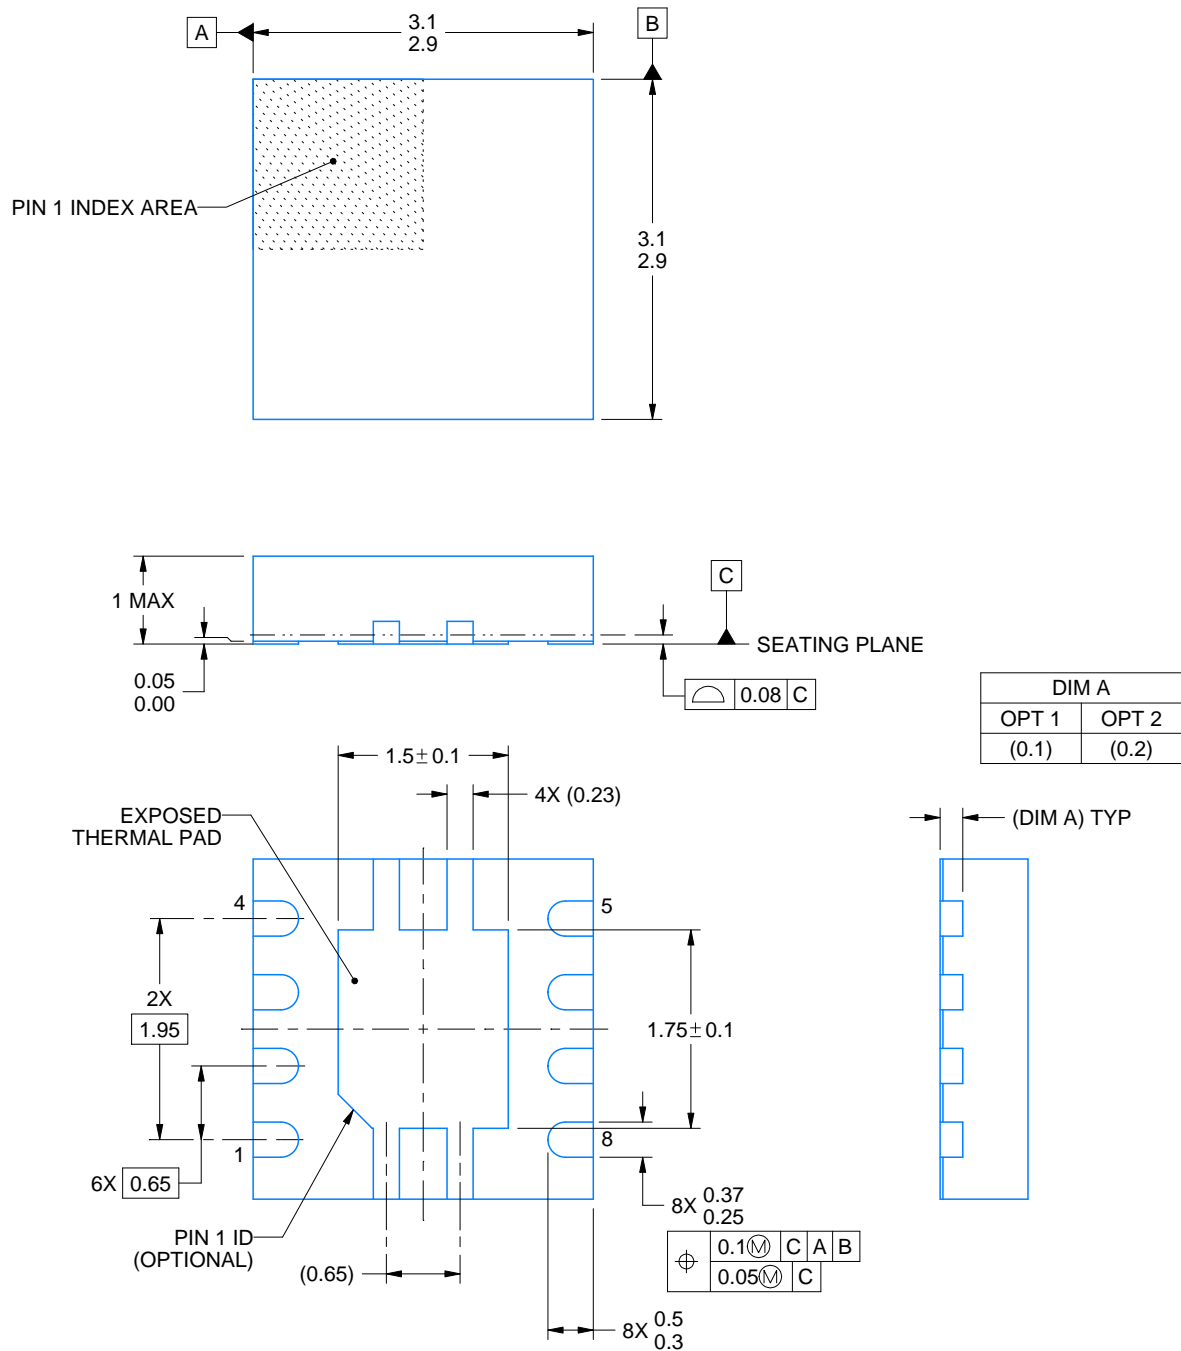 A
3.1
2.9
B
PIN 1 INDEX AREA
3.1
2.9
1 MAX
C
SEATING PLANE
0.05
0.00
0.08 C
DIM A
OPT 1 OPT 2
(0.1) (0.2)
1.5±0.1
4X (0.23)
EXPOSED
THERMAL PAD
(DIM A) TYP
4
5
2X
1.95
1.75±0.1
1
8
6X 0.65
8X 0.37
0.25
PIN 1 ID
(OPTIONAL)
0.1Ⓜ C A B
0.05Ⓜ C
(0.65)
8X 0.5
0.3